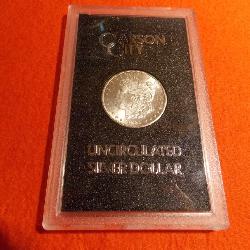 CARSON
CITY
UNCIRCULATED
SILVER DOLLAR